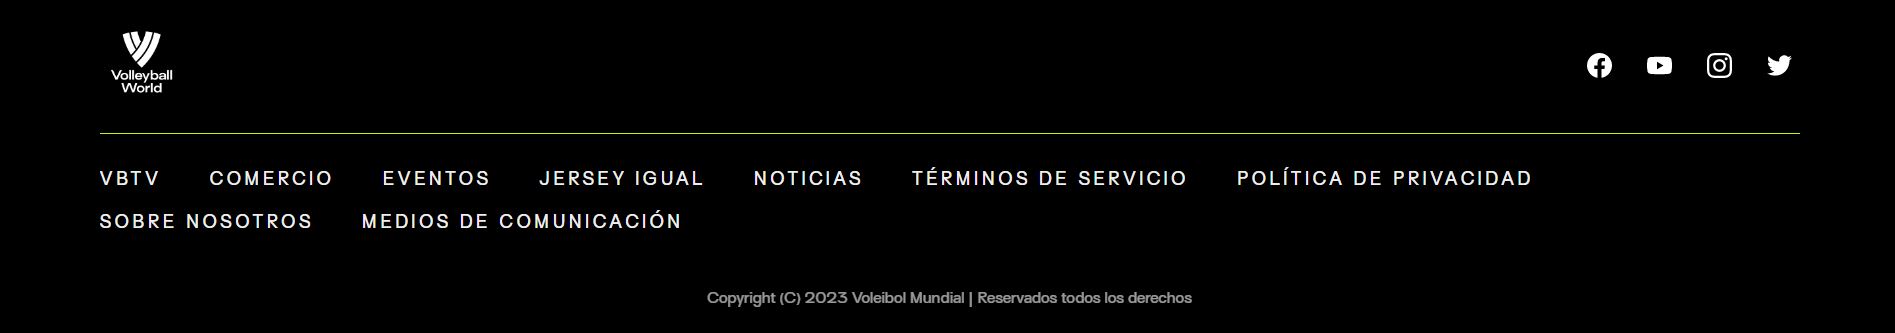 Volleyball
World
VBTV COMERCIO EVENTOS JERSEY IGUAL NOTICIAS TÉRMINOS DE SERVICIO POLÍTICA DE PRIVACIDAD
SOBRE NOSOTROS MEDIOS DE COMUNICACIÓN
Copyright (C) 2023 Voleibol Mundial | Reservados todos los derechos